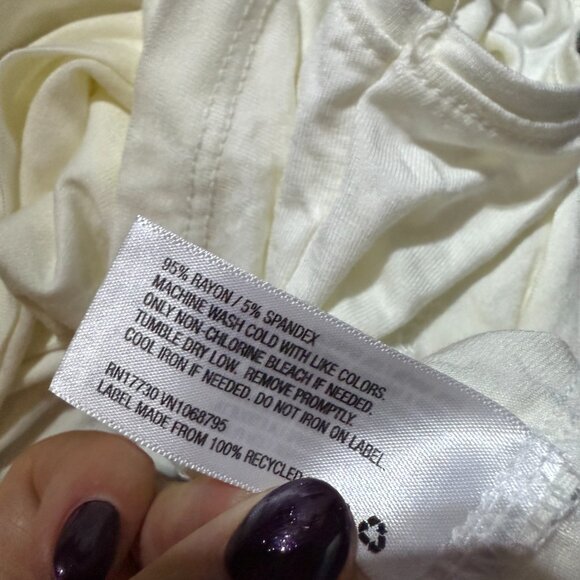 95% RAYON / 5% SPANDEX
MACHINE WASH COLD WITH LIKE COLORS.
ONLY NON-CHLORINE BLEACH IF NEEDED.
TUMBLE DRY LOW. REMOVE PROMPTLY.
COOL IRON IF NEEDED. DO NOT IRON ON LABEL.
RN17730 VN1068795
LABEL MADE FROM 100% RECYCLED